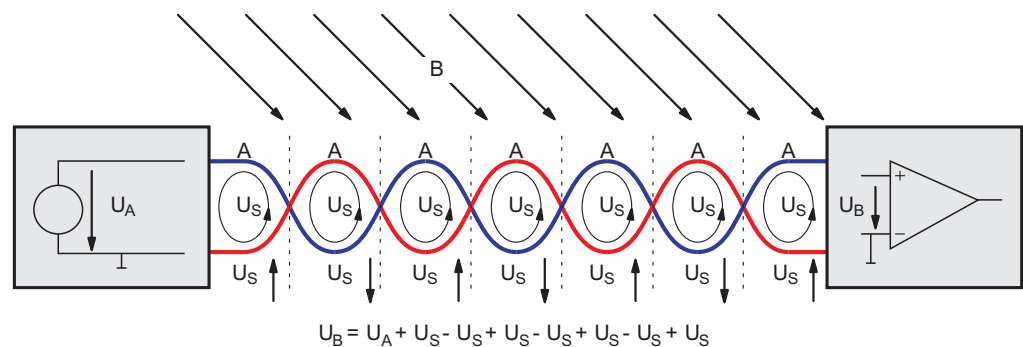 B
A A A A A A A
U_A U_S U_S U_S U_S U_S U_S U_S U_B + −
U_S U_S U_S U_S U_S U_S U_S
U_B = U_A + U_S - U_S + U_S - U_S + U_S - U_S + U_S